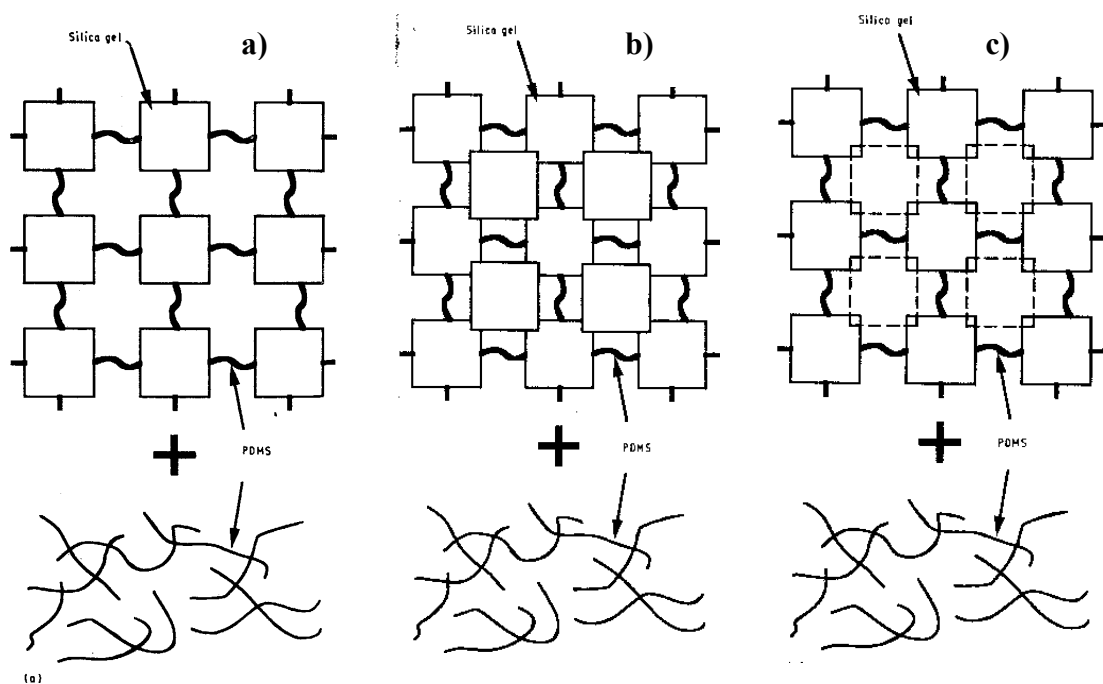 Silica gel
a)
Silica gel
b)
Silica gel
c)
PDMS
PDMS
PDMS
(a)